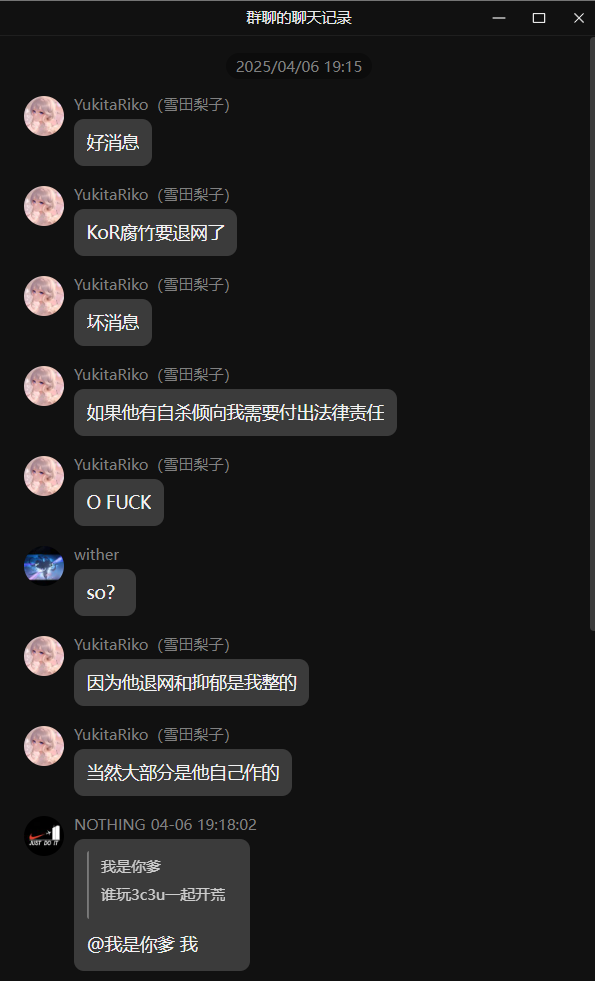 群聊的聊天记录
2025/04/06 19:15
YukitaRiko（雪田梨子）
好消息
YukitaRiko（雪田梨子）
KoR腐竹要退网了
YukitaRiko（雪田梨子）
坏消息
YukitaRiko（雪田梨子）
如果他有自杀倾向我需要付出法律责任
YukitaRiko（雪田梨子）
O FUCK
wither
so？
YukitaRiko（雪田梨子）
因为他退网和抑郁是我整的
YukitaRiko（雪田梨子）
当然大部分是他自己作的
NOTHING 04-06 19:18:02
JUST DO IT
我是你爹
谁玩3c3u一起开荒
@我是你爹 我